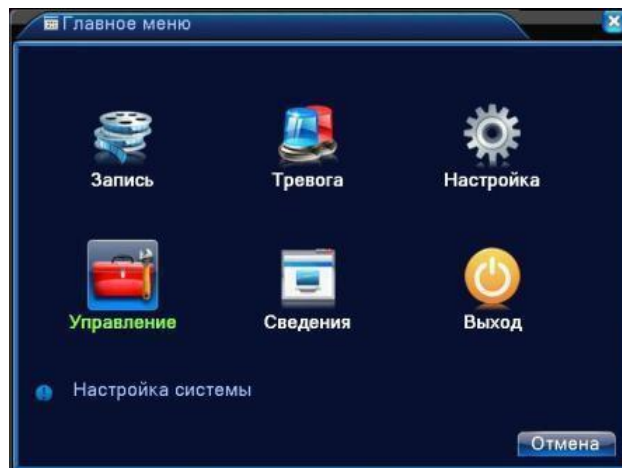 Главное меню
Запись
Тревога
Настройка
Управление
Сведения
Выход
Настройка системы
Отмена